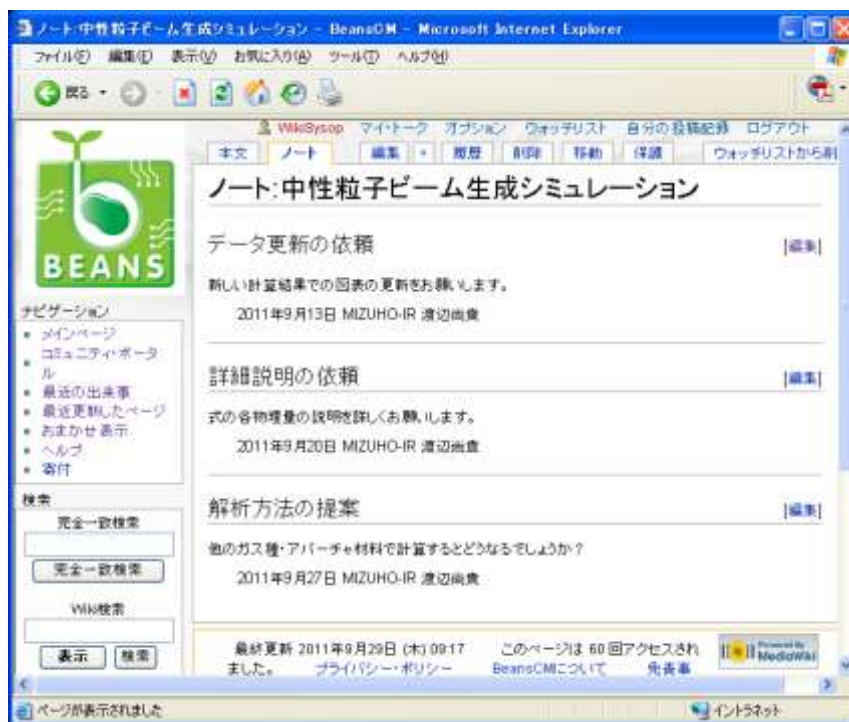 ノート:中性粒子ビーム生成シミュレーション - BeansCM - Microsoft Internet Explorer
ファイル(F) 編集(E) 表示(V) お気に入り(A) ツール(T) ヘルプ(H)
戻る
WikiSysop マイ・トーク オプション ウォッチリスト 自分の投稿記録 ログアウト
本文 ノート 編集 + 履歴 削除 移動 保護 ウォッチリストから削
BEANS
ノート:中性粒子ビーム生成シミュレーション
データ更新の依頼 [編集]
新しい計算結果での図表の更新をお願いします。
2011年9月13日 MIZUHO-IR 渡辺尚貴
詳細説明の依頼 [編集]
式の各物理量の説明を詳しくお願いします。
2011年9月20日 MIZUHO-IR 渡辺尚貴
解析方法の提案 [編集]
他のガス種・アパーチャ材料で計算するとどうなるでしょうか?
2011年9月27日 MIZUHO-IR 渡辺尚貴
ナビゲーション
メインページ
コミュニティ・ポータ
ル
最近の出来事
最近更新したページ
おまかせ表示
ヘルプ
寄付
検索
完全一致検索
完全一致検索
Wiki検索
表示 検索
最終更新 2011年9月29日 (木) 09:17 このページは 60 回アクセスされ
ました。 プライバシー・ポリシー BeansCMについて 免責事
Powered By
MediaWiki
ページが表示されました イントラネット